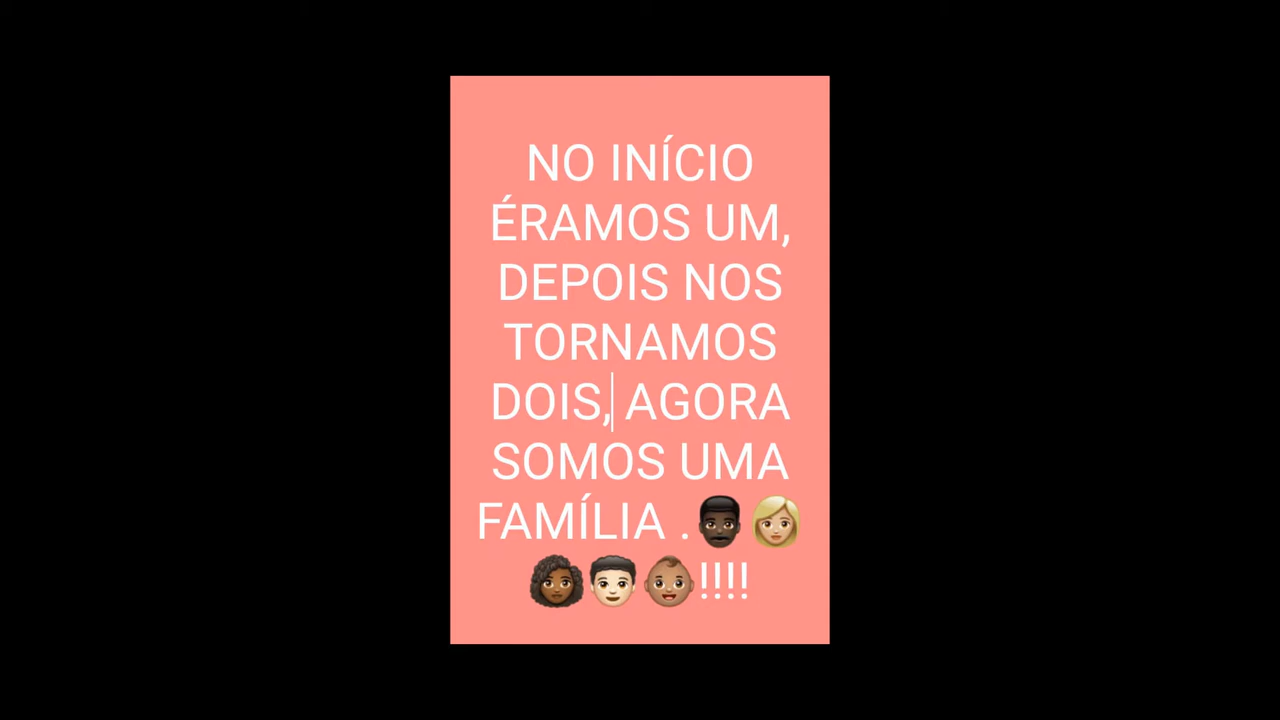 NO INÍCIO
ÉRAMOS UM,
DEPOIS NOS
TORNAMOS
DOIS, AGORA
SOMOS UMA
FAMÍLIA .👨🏿👩🏼
👩🏾‍🦱👦🏻👶🏽!!!!